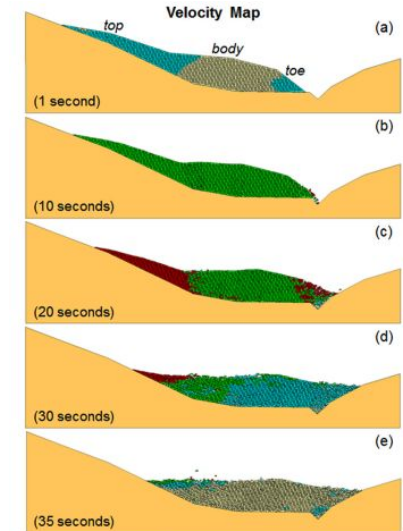 Velocity Map
(a)
top
body
toe
(1 second)
(b)
(10 seconds)
(c)
(20 seconds)
(d)
(30 seconds)
(e)
(35 seconds)